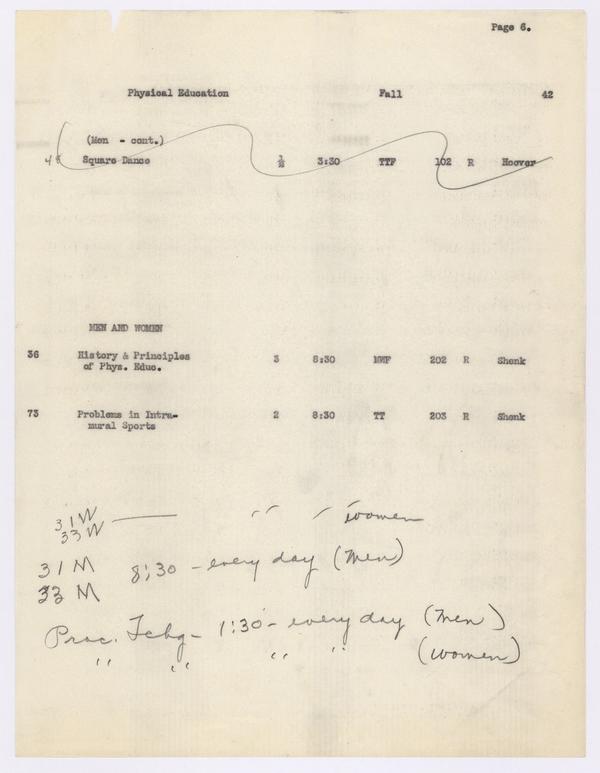 Page 6.
Physical Education Fall 42
(Men - cont.)
Square Dance ½ 3:30 TTF 102 R Hoover
MEN AND WOMEN
36 History & Principles 3 8:30 MWF 202 R Shenk
of Phys. Educ.
73 Problems in Intra- 2 8:30 TT 203 R Shenk
mural Sports
31 W — " " women
33 W
31 M 8:30 - every day (Men)
33 M
Prac. Tchg - 1:30 - every day (Men)
" " " " (women)